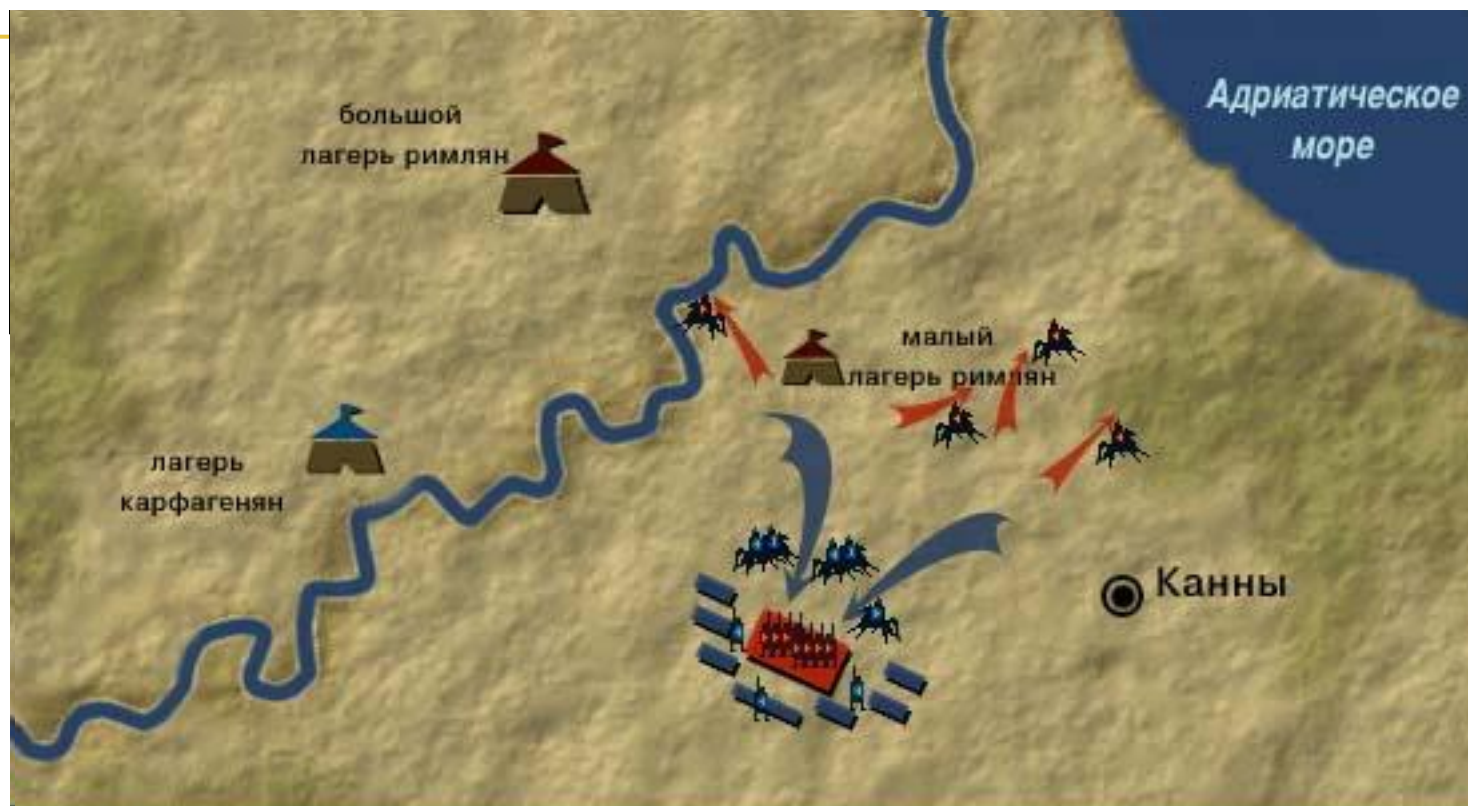 Адриатическое
море
большой
лагерь римлян
малый
лагерь римлян
лагерь
карфагенян
Канны